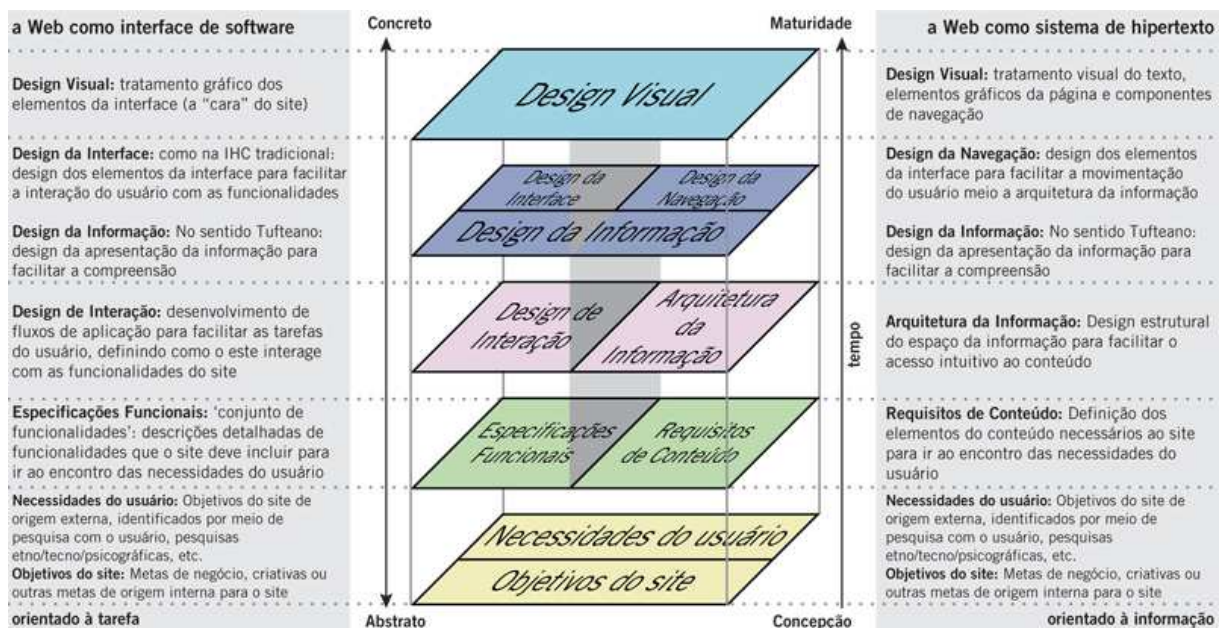 a Web como interface de software
Design Visual: tratamento gráfico dos
elementos da interface (a “cara” do site)
Design da Interface: como na IHC tradicional:
design dos elementos da interface para facilitar
a interação do usuário com as funcionalidades
Design da Informação: No sentido Tufteano:
design da apresentação da informação para
facilitar a compreensão
Design de Interação: desenvolvimento de
fluxos de aplicação para facilitar as tarefas
do usuário, definindo como o este interage
com as funcionalidades do site
Especificações Funcionais: ‘conjunto de
funcionalidades’: descrições detalhadas de
funcionalidades que o site deve incluir para
ir ao encontro das necessidades do usuário
Necessidades do usuário: Objetivos do site de
origem externa, identificados por meio de
pesquisa com o usuário, pesquisas
etno/tecno/psicográficas, etc.
Objetivos do site: Metas de negócio, criativas ou
outras metas de origem interna para o site
orientado à tarefa
Concreto
Maturidade
Design Visual
Design da
Interface
Design da
Navegação
Design da Informação
Design de
Interação
Arquitetura
da
Informação
tempo
Especificações
Funcionais
Requisitos
de Conteúdo
Necessidades do usuário
Objetivos do site
Abstrato
Concepção
a Web como sistema de hipertexto
Design Visual: tratamento visual do texto,
elementos gráficos da página e componentes
de navegação
Design da Navegação: design dos elementos
da interface para facilitar a movimentação
do usuário meio a arquitetura da informação
Design da Informação: No sentido Tufteano:
design da apresentação da informação para
facilitar a compreensão
Arquitetura da Informação: Design estrutural
do espaço da informação para facilitar o
acesso intuitivo ao conteúdo
Requisitos de Conteúdo: Definição dos
elementos do conteúdo necessários ao site
para ir ao encontro das necessidades do
usuário
Necessidades do usuário: Objetivos do site de
origem externa, identificados por meio de
pesquisa com o usuário, pesquisas
etno/tecno/psicográficas, etc.
Objetivos do site: Metas de negócio, criativas ou
outras metas de origem interna para o site
orientado à informação